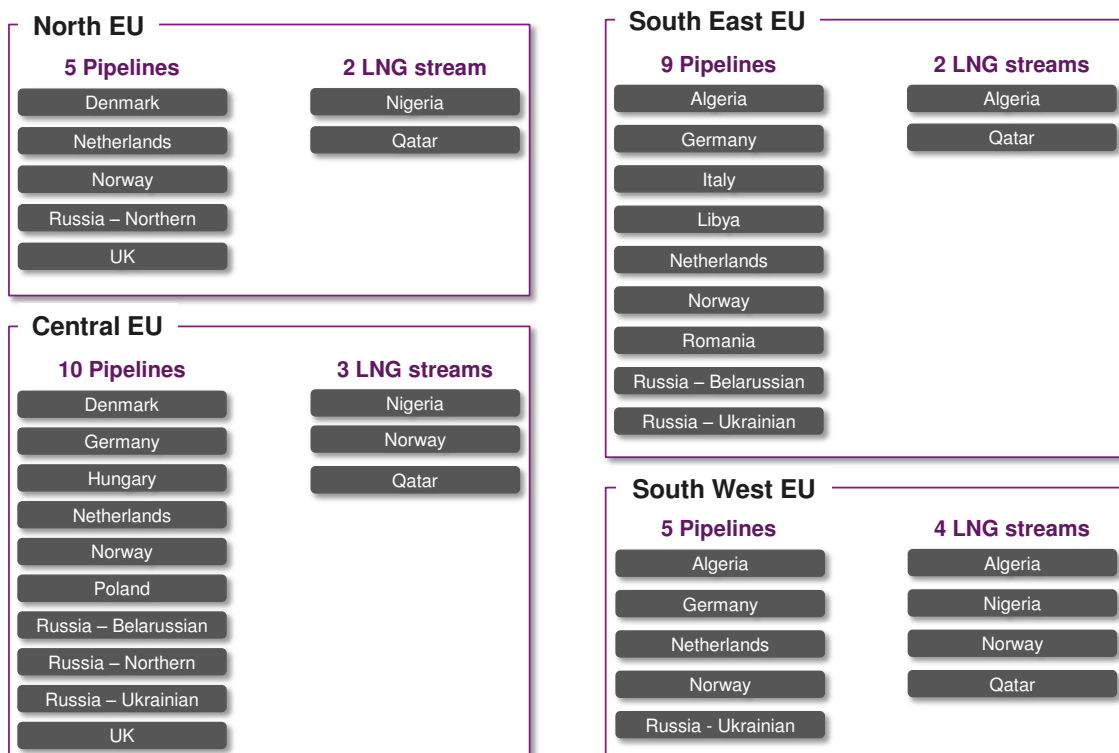 North EU
5 Pipelines
Denmark
Netherlands
Norway
Russia – Northern
UK
2 LNG stream
Nigeria
Qatar
Central EU
10 Pipelines
Denmark
Germany
Hungary
Netherlands
Norway
Poland
Russia – Belarussian
Russia – Northern
Russia – Ukrainian
UK
3 LNG streams
Nigeria
Norway
Qatar
South East EU
9 Pipelines
Algeria
Germany
Italy
Libya
Netherlands
Norway
Romania
Russia – Belarussian
Russia – Ukrainian
2 LNG streams
Algeria
Qatar
South West EU
5 Pipelines
Algeria
Germany
Netherlands
Norway
Russia - Ukrainian
4 LNG streams
Algeria
Nigeria
Norway
Qatar